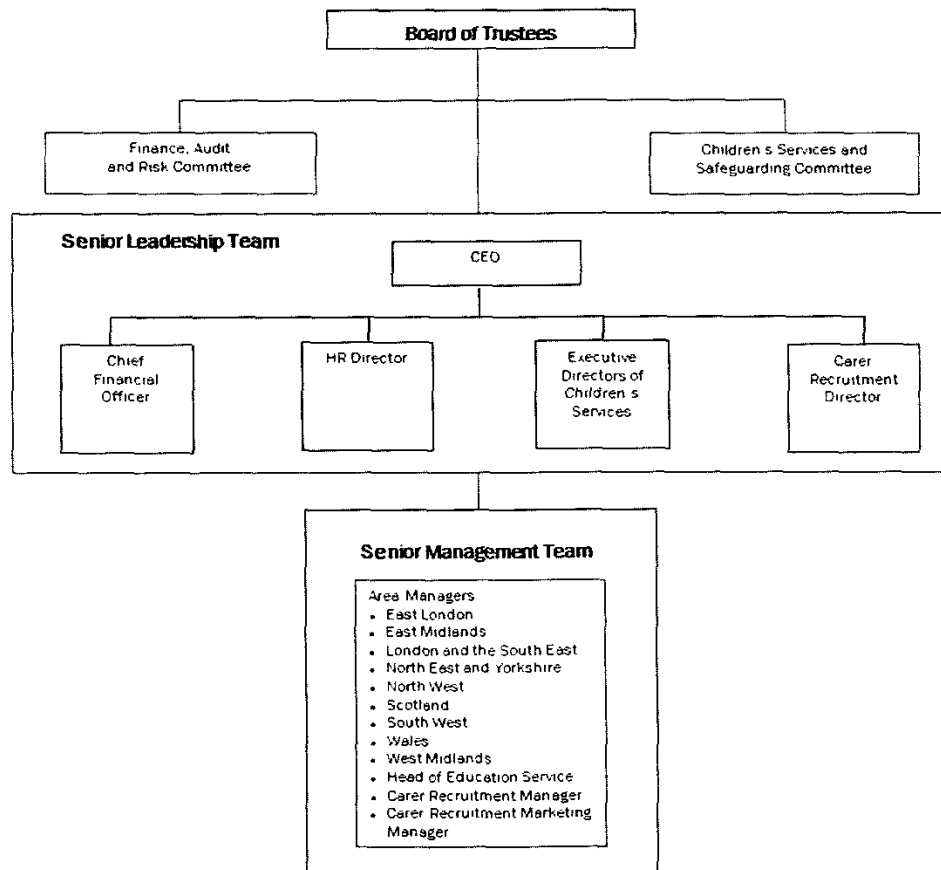 Board of Trustees
Finance, Audit
and Risk Committee
Children s Services and
Safeguarding Committee
Senior Leadership Team
CEO
Chief
Financial
Officer
HR Director
Executive
Directors of
Children s
Services
Carer
Recruitment
Director
Senior Management Team
Area Managers
• East London
• East Midlands
• London and the South East
• North East and Yorkshire
• North West
• Scotland
• South West
• Wales
• West Midlands
• Head of Education Service
• Carer Recruitment Manager
• Carer Recruitment Marketing
Manager